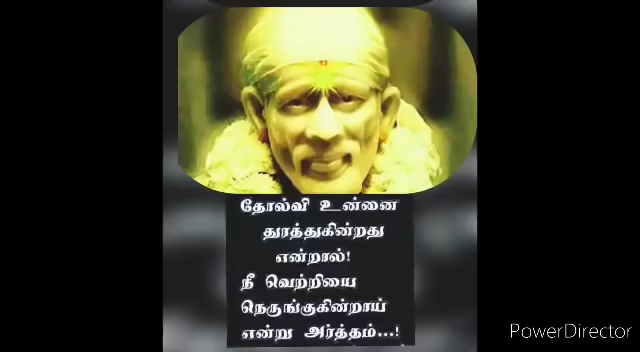 தோல்வி உன்னை
துரத்துகின்றது
என்றால்!
நீ வெற்றியை
நெருங்குகின்றாய்
என்று அர்த்தம்...!
PowerDirector